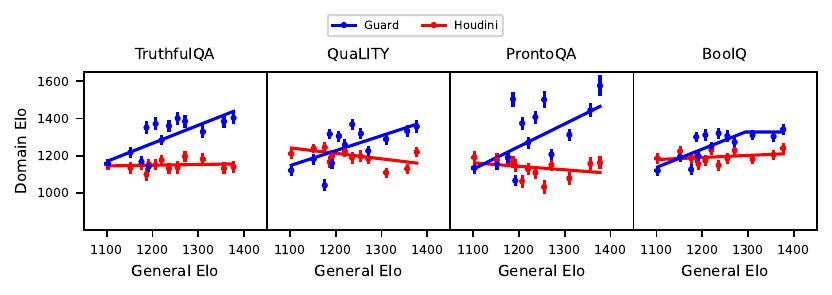 Guard Houdini
TruthfulQA QuaLITY ProntoQA BoolQ
Domain Elo
1600
1400
1200
1000
1100 1200 1300 1400 1100 1200 1300 1400 1100 1200 1300 1400 1100 1200 1300 1400
General Elo General Elo General Elo General Elo